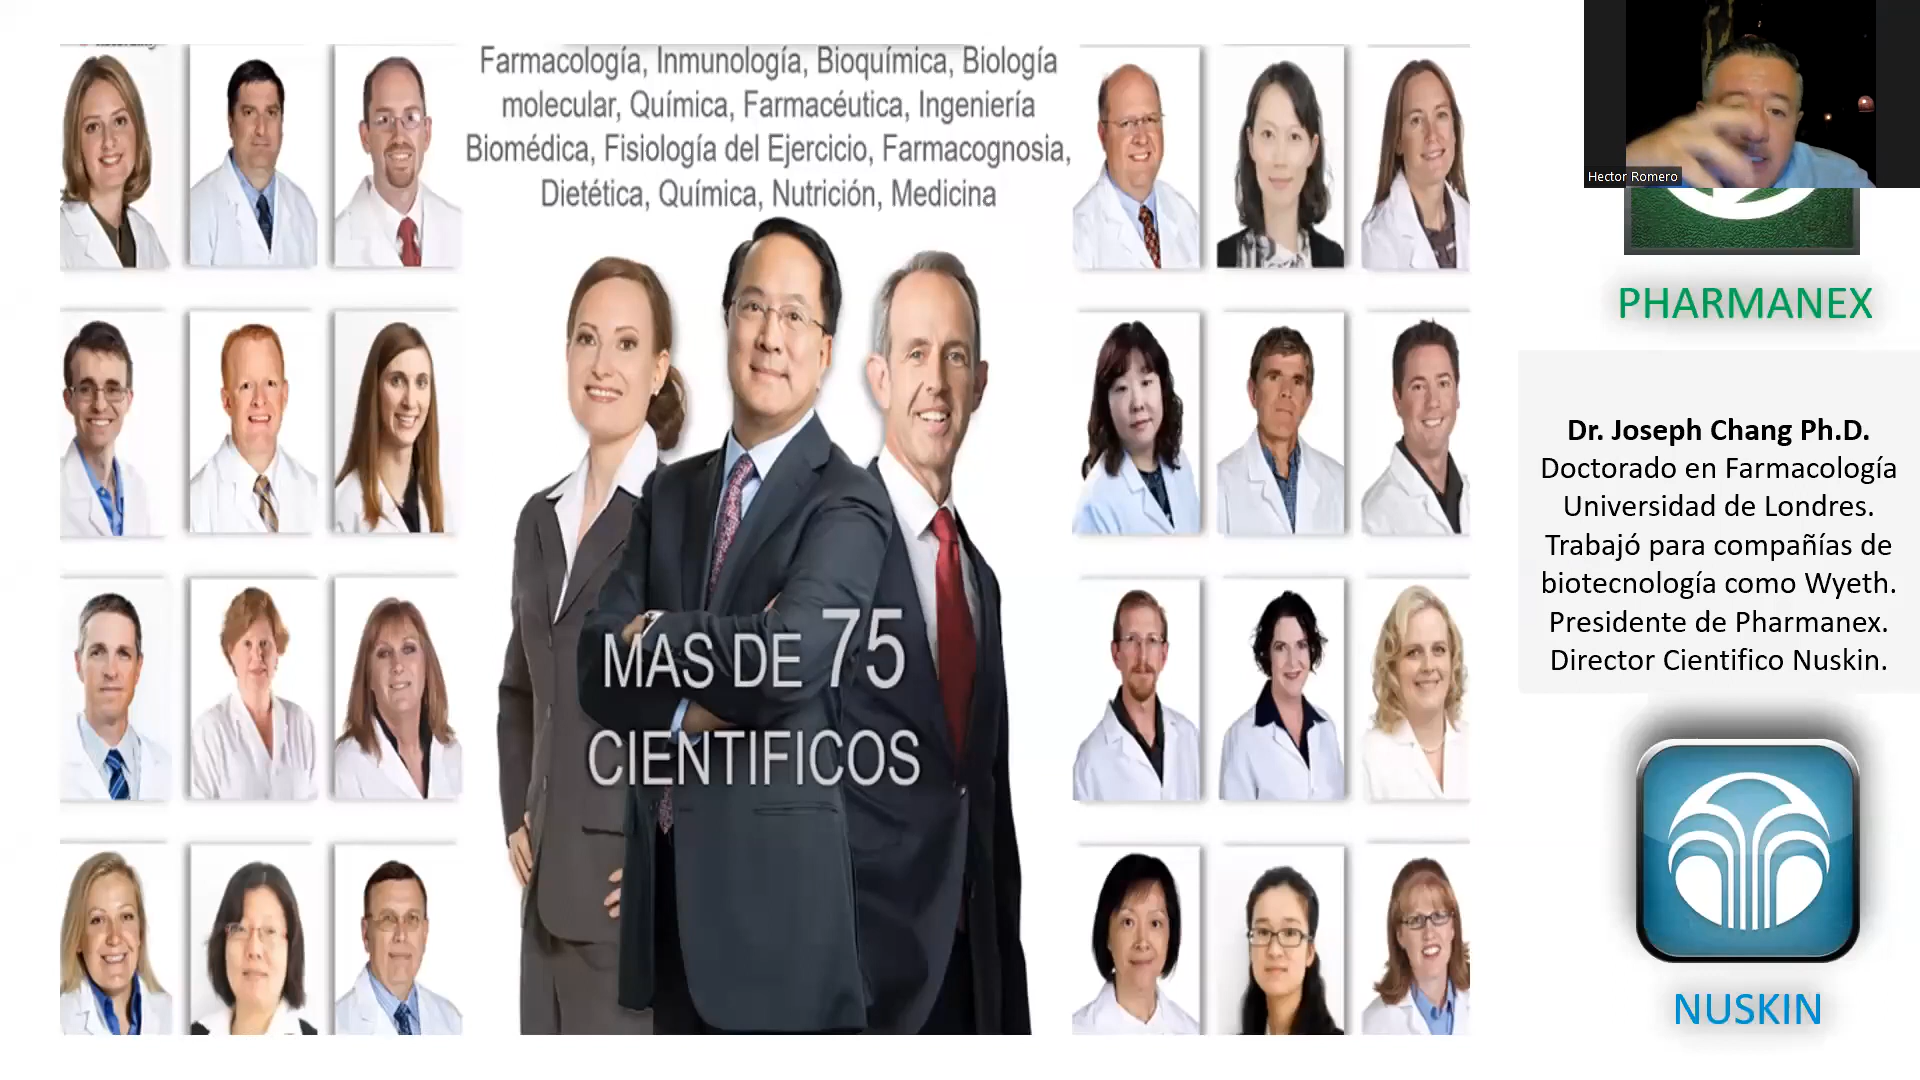 Farmacología, Inmunología, Bioquímica, Biología
molecular, Química, Farmacéutica, Ingeniería
Biomédica, Fisiología del Ejercicio, Farmacognosia,
Dietética, Química, Nutrición, Medicina
MAS DE 75
CIENTIFICOS
Hector Romero
PHARMANEX
Dr. Joseph Chang Ph.D.
Doctorado en Farmacología
Universidad de Londres.
Trabajó para compañías de
biotecnología como Wyeth.
Presidente de Pharmanex.
Director Cientifico Nuskin.
NUSKIN